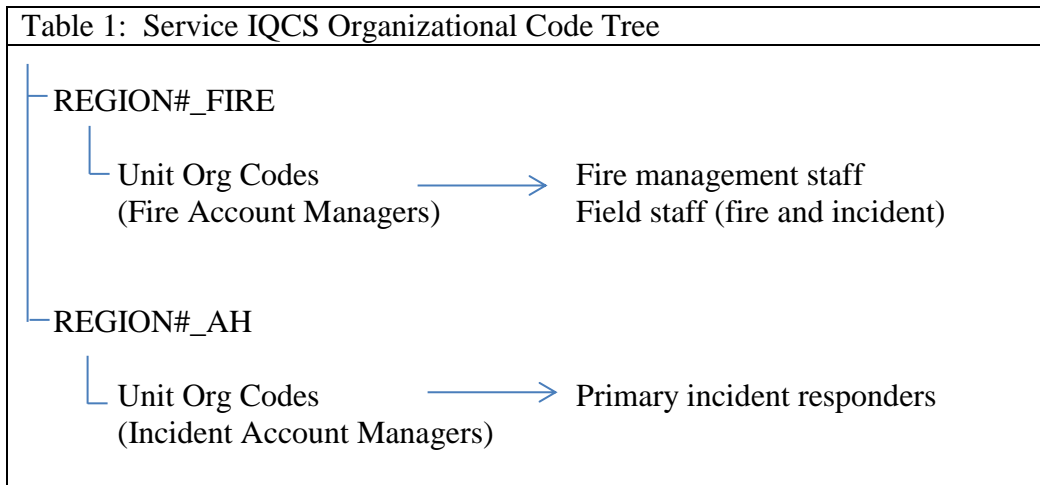 Table 1:  Service IQCS Organizational Code Tree
REGION#_FIRE
Unit Org Codes
(Fire Account Managers)
Fire management staff
Field staff (fire and incident)
REGION#_AH
Unit Org Codes
(Incident Account Managers)
Primary incident responders